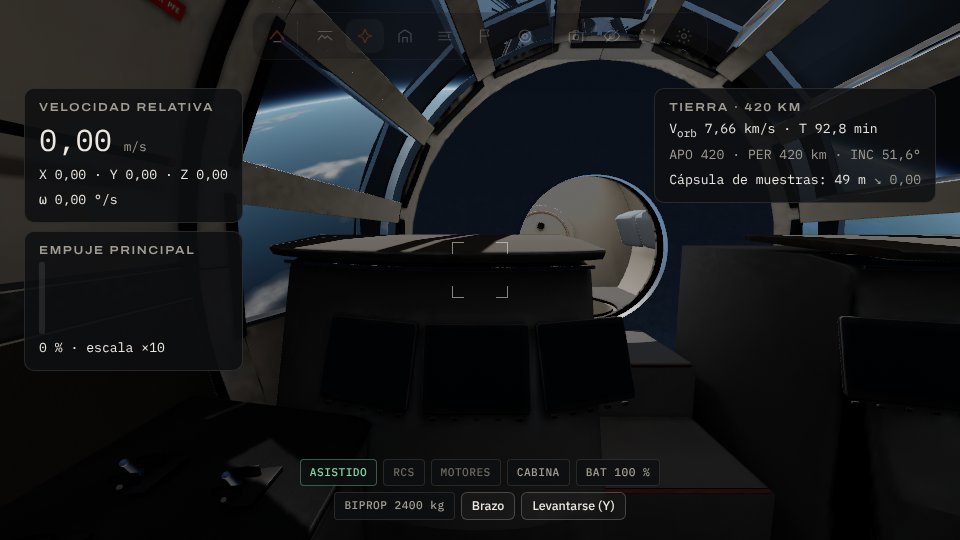 VELOCIDAD RELATIVA
0,00 m/s
X 0,00 · Y 0,00 · Z 0,00
ω 0,00 °/s
EMPUJE PRINCIPAL
0 % · escala ×10
TIERRA · 420 KM
Vorb 7,66 km/s · T 92,8 min
APO 420 · PER 420 km · INC 51,6°
Cápsula de muestras: 49 m ↘ 0,00
ASISTIDO RCS MOTORES CABINA BAT 100 %
BIPROP 2400 kg Brazo Levantarse (Y)